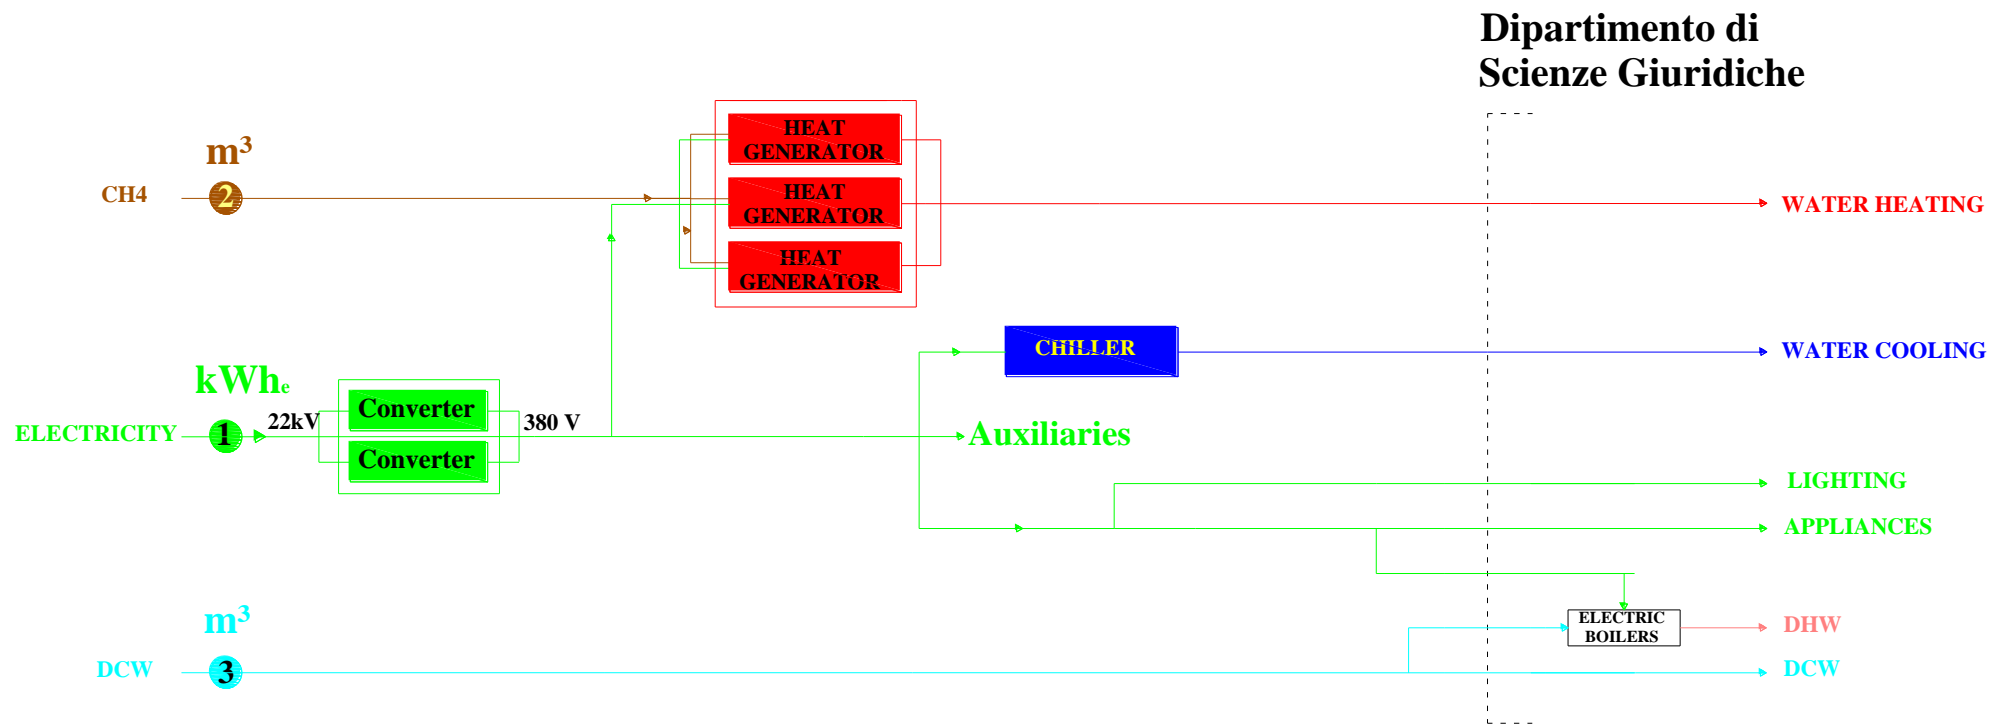 Dipartimento di
Scienze Giuridiche
m³
CH4
2
HEAT
GENERATOR
HEAT
GENERATOR
HEAT
GENERATOR
WATER HEATING
CHILLER
WATER COOLING
kWhe
ELECTRICITY
1
22kV
Converter
Converter
380 V
Auxiliaries
LIGHTING
APPLIANCES
m³
DCW
3
ELECTRIC
BOILERS
DHW
DCW